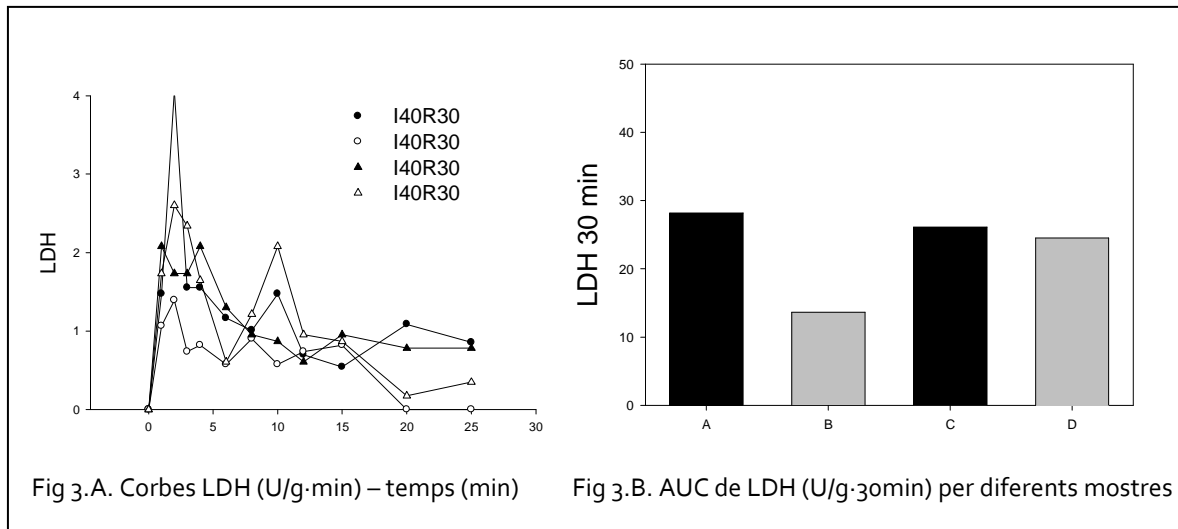 4
3
2
1
0
LDH
0 5 10 15 20 25 30
I40R30
I40R30
I40R30
I40R30
Fig 3.A. Corbes LDH (U/g·min) – temps (min)
50
40
30
20
10
0
LDH 30 min
A B C D
Fig 3.B. AUC de LDH (U/g·30min) per diferents mostres